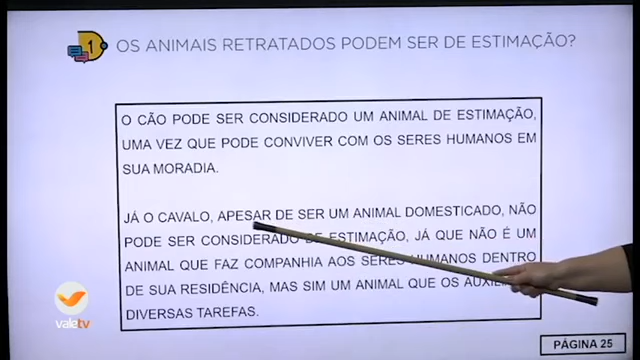 1 OS ANIMAIS RETRATADOS PODEM SER DE ESTIMAÇÃO?
O CÃO PODE SER CONSIDERADO UM ANIMAL DE ESTIMAÇÃO,
UMA VEZ QUE PODE CONVIVER COM OS SERES HUMANOS EM
SUA MORADIA.
JÁ O CAVALO, APESAR DE SER UM ANIMAL DOMESTICADO, NÃO
PODE SER CONSIDERADO DE ESTIMAÇÃO, JÁ QUE NÃO É UM
ANIMAL QUE FAZ COMPANHIA AOS SERES HUMANOS DENTRO
DE SUA RESIDÊNCIA, MAS SIM UM ANIMAL QUE OS
DIVERSAS TAREFAS.
valetv
PÁGINA 25